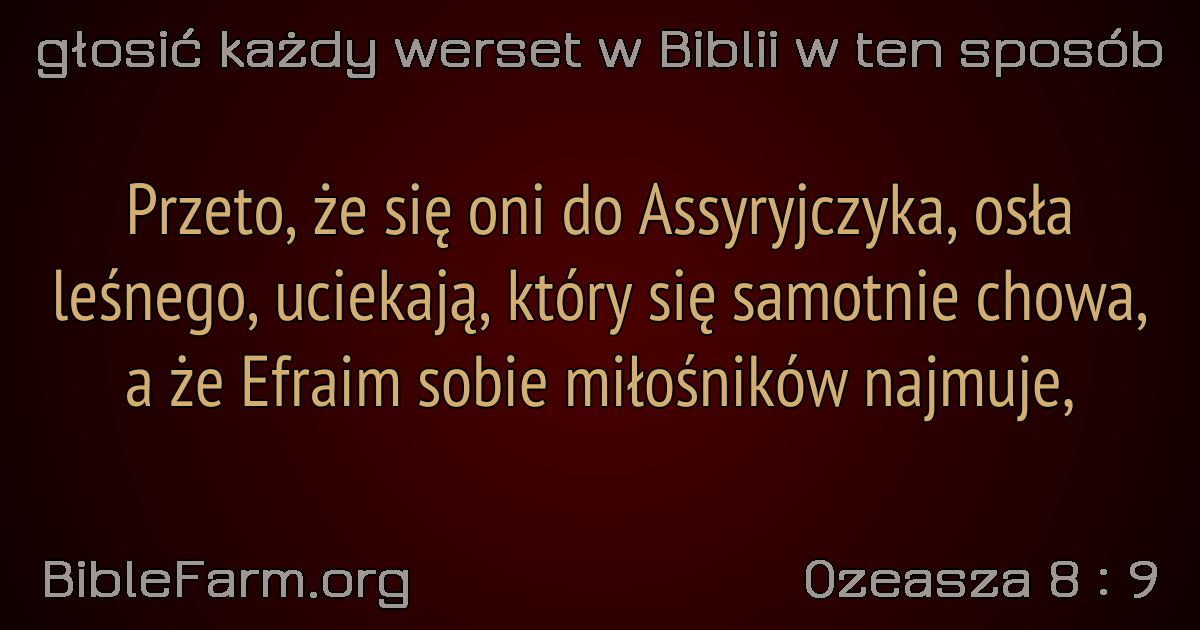 głosić każdy werset w Biblii w ten sposób
Przeto, że się oni do Assyryjczyka, osła
leśnego, uciekają, który się samotnie chowa,
a że Efraim sobie miłośników najmuje,
BibleFarm.org
Ozeasza 8 : 9